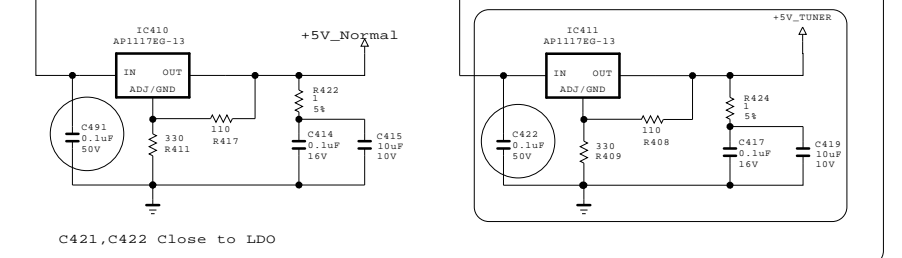 IC410
AP1117EG-13
+5V_Normal
IN
OUT
ADJ/GND
R422
1
5%
C491
0.1uF
50V
330
R411
110
R417
C414
0.1uF
16V
C415
10uF
10V
C421,C422 Close to LDO
+5V_TUNER
IC411
AP1117EG-13
IN
OUT
ADJ/GND
R424
1
5%
C422
0.1uF
50V
330
R409
110
R408
C417
0.1uF
16V
C419
10uF
10V